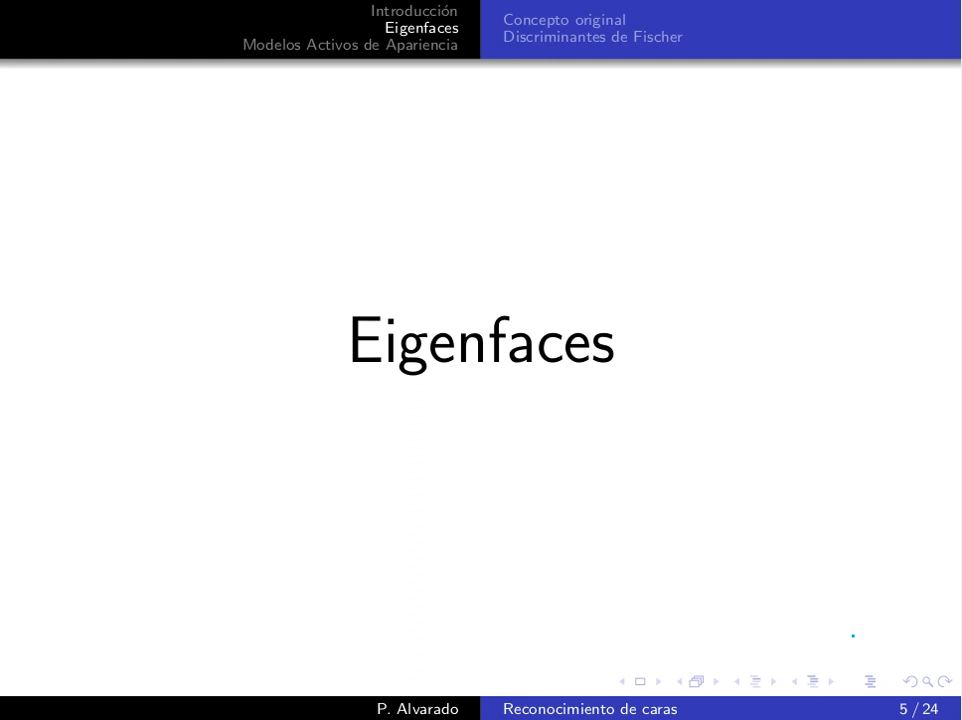 Introducción
Eigenfaces
Modelos Activos de Apariencia
Concepto original
Discriminantes de Fischer
Eigenfaces
P. Alvarado
Reconocimiento de caras
5 / 24